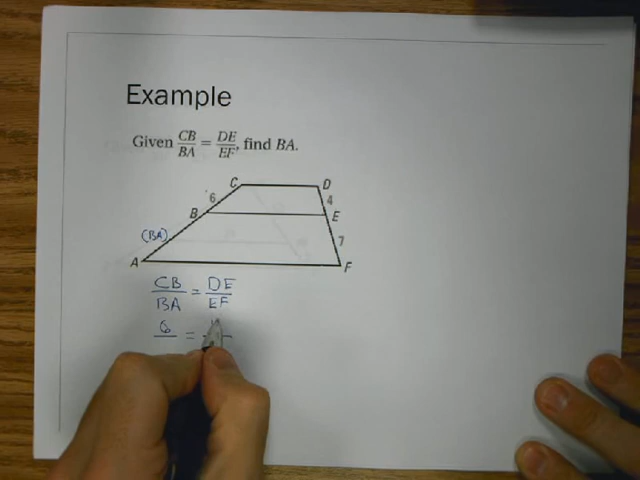 Example
Given CB/BA = DE/EF, find BA.
C D
6 4
B E
(BA) 7
A F
CB/BA = DE/EF
6 =